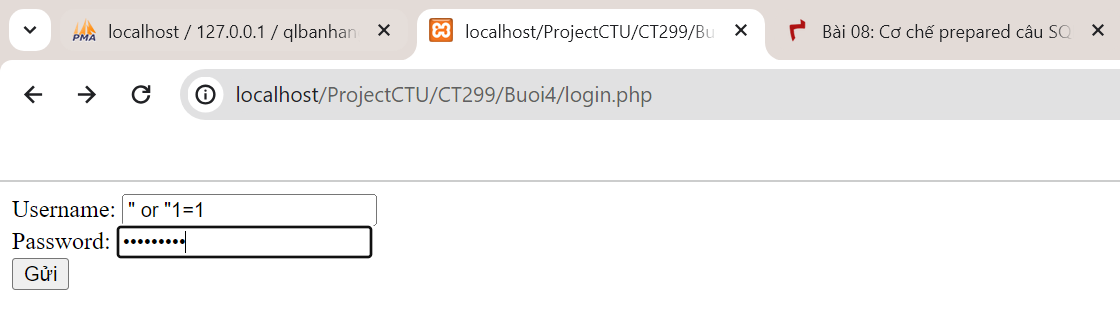 PMA
localhost / 127.0.0.1 / qlbanhan
localhost/ProjectCTU/CT299/Bu
Bài 08: Cơ chế prepared câu SQ
localhost/ProjectCTU/CT299/Buoi4/login.php
Username: " or "1=1
Password: •••••••••
Gửi